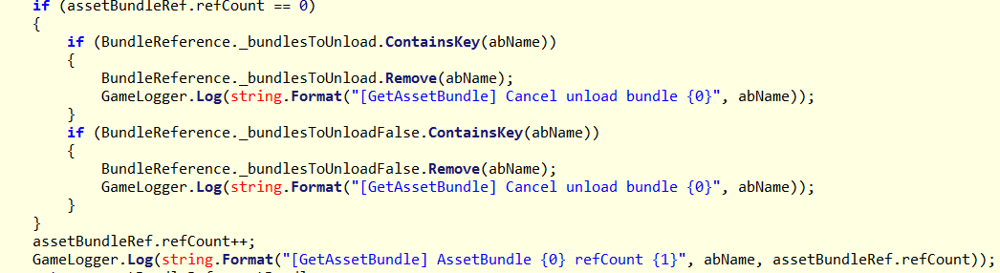 if (assetBundleRef.refCount == 0)
{
if (BundleReference._bundlesToUnload.ContainsKey(abName))
{
BundleReference._bundlesToUnload.Remove(abName);
GameLogger.Log(string.Format("[GetAssetBundle] Cancel unload bundle {0}", abName));
}
if (BundleReference._bundlesToUnloadFalse.ContainsKey(abName))
{
BundleReference._bundlesToUnloadFalse.Remove(abName);
GameLogger.Log(string.Format("[GetAssetBundle] Cancel unload bundle {0}", abName));
}
}
assetBundleRef.refCount++;
GameLogger.Log(string.Format("[GetAssetBundle] AssetBundle {0} refCount {1}", abName, assetBundleRef.refCount));